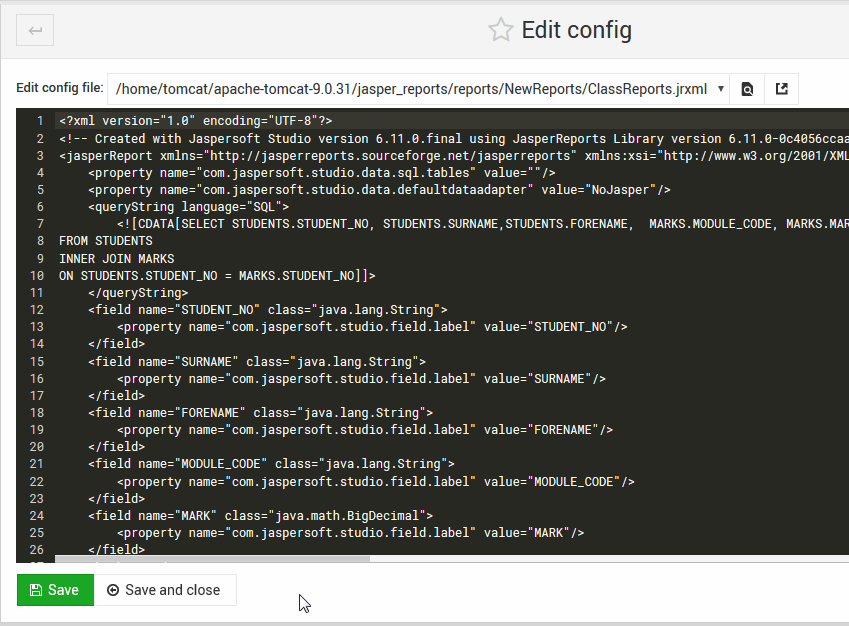 Edit config
Edit config file: /home/tomcat/apache-tomcat-9.0.31/jasper_reports/reports/NewReports/ClassReports.jrxml
1 <?xml version="1.0" encoding="UTF-8"?>
2 <!-- Created with Jaspersoft Studio version 6.11.0.final using JasperReports Library version 6.11.0-0c4056ccaa
3 <jasperReport xmlns="http://jasperreports.sourceforge.net/jasperreports" xmlns:xsi="http://www.w3.org/2001/XML
4 <property name="com.jaspersoft.studio.data.sql.tables" value=""/>
5 <property name="com.jaspersoft.studio.data.defaultdataadapter" value="NoJasper"/>
6 <queryString language="SQL">
7 <![CDATA[SELECT STUDENTS.STUDENT_NO, STUDENTS.SURNAME,STUDENTS.FORENAME,  MARKS.MODULE_CODE, MARKS.MAR
8 FROM STUDENTS
9 INNER JOIN MARKS
10 ON STUDENTS.STUDENT_NO = MARKS.STUDENT_NO]]>
11 </queryString>
12 <field name="STUDENT_NO" class="java.lang.String">
13 <property name="com.jaspersoft.studio.field.label" value="STUDENT_NO"/>
14 </field>
15 <field name="SURNAME" class="java.lang.String">
16 <property name="com.jaspersoft.studio.field.label" value="SURNAME"/>
17 </field>
18 <field name="FORENAME" class="java.lang.String">
19 <property name="com.jaspersoft.studio.field.label" value="FORENAME"/>
20 </field>
21 <field name="MODULE_CODE" class="java.lang.String">
22 <property name="com.jaspersoft.studio.field.label" value="MODULE_CODE"/>
23 </field>
24 <field name="MARK" class="java.math.BigDecimal">
25 <property name="com.jaspersoft.studio.field.label" value="MARK"/>
26 </field>
Save Save and close